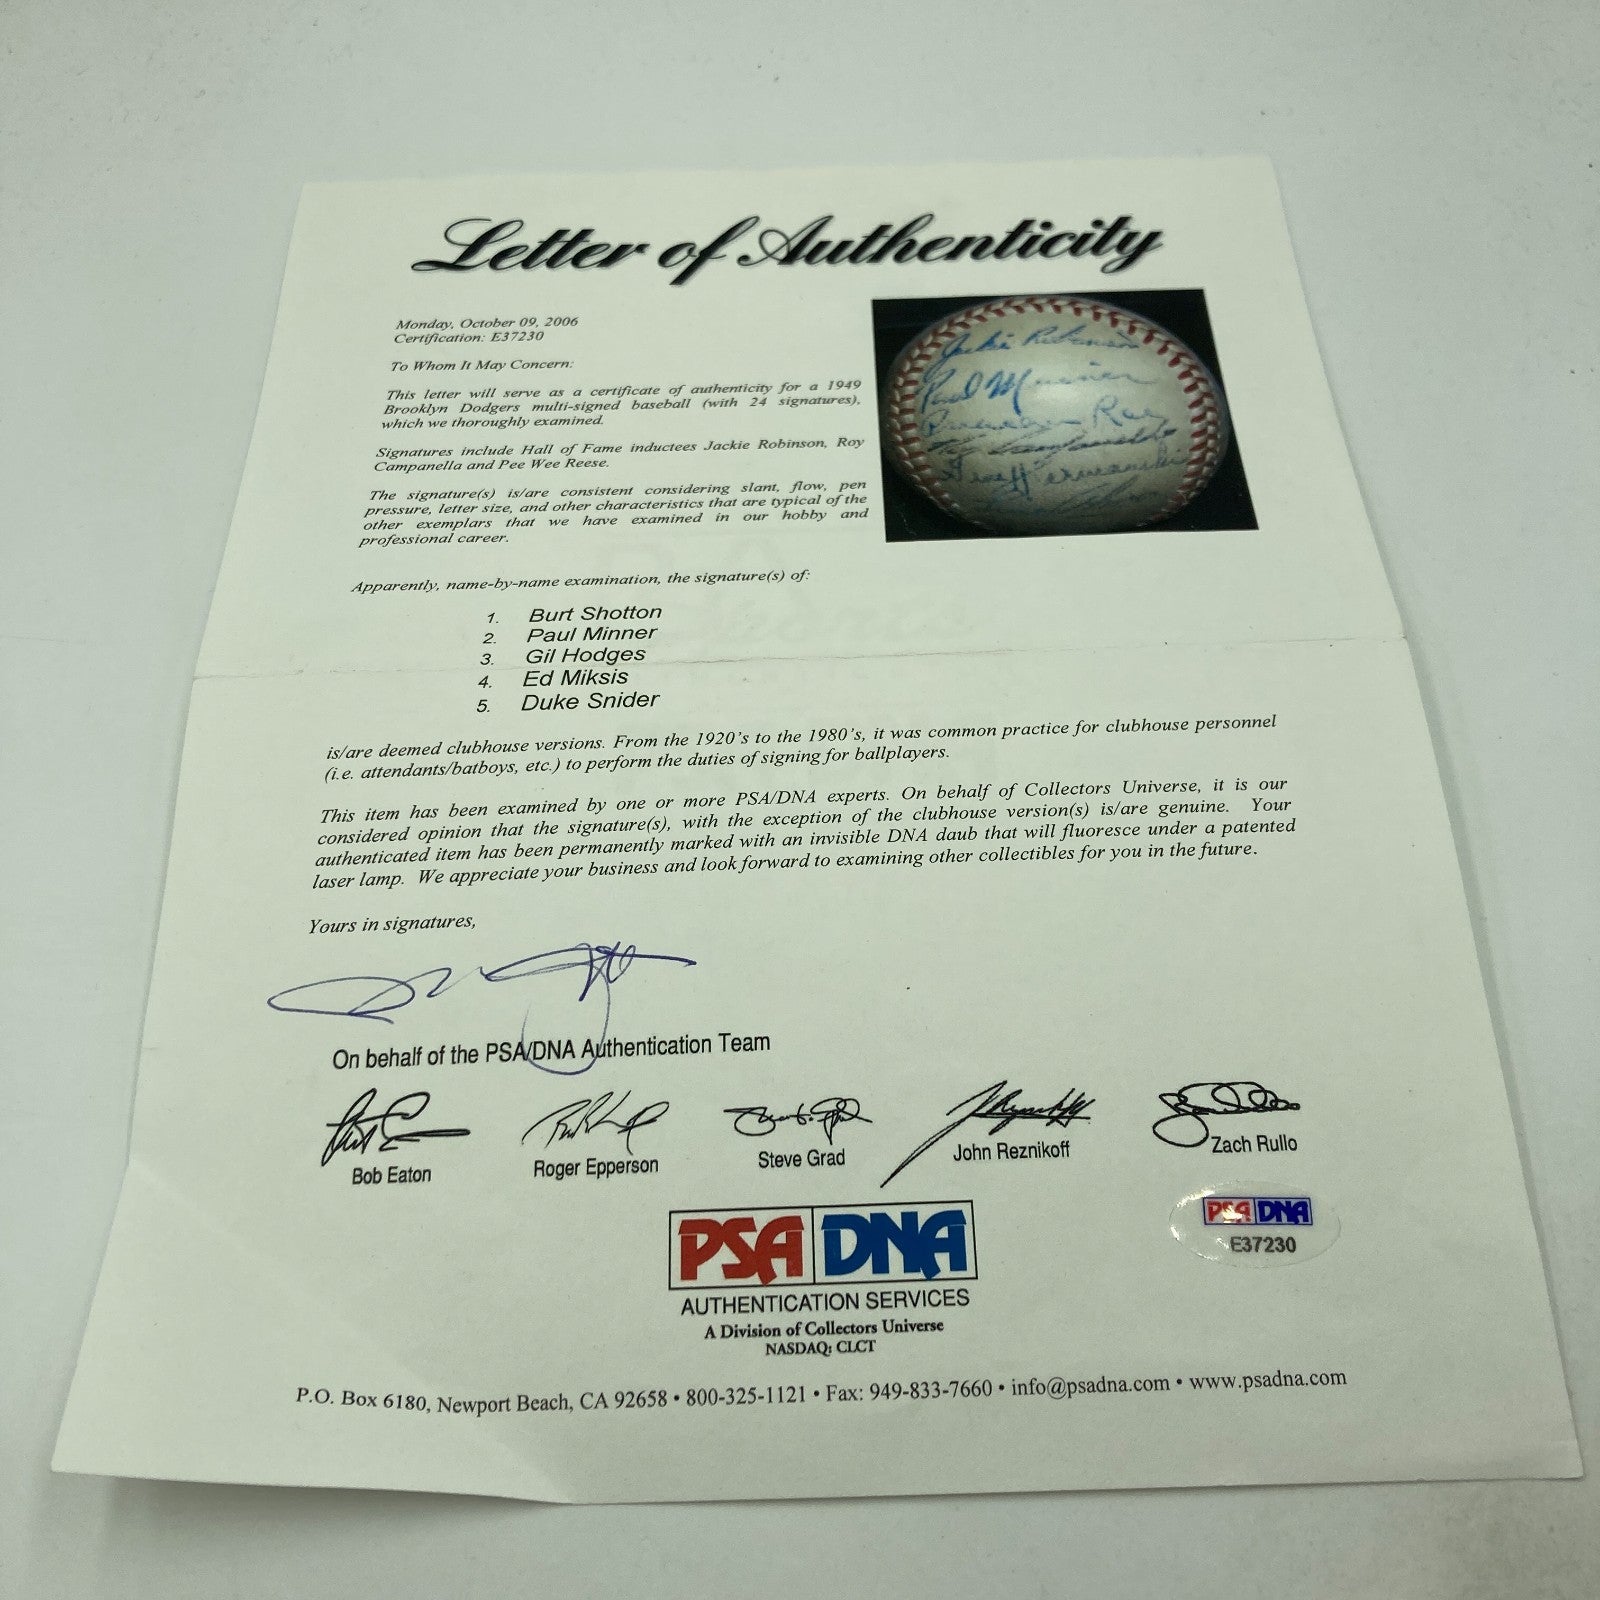 Letter of Authenticity
Monday, October 09, 2006
Certification: E37230
To Whom It May Concern:
This letter will serve as a certificate of authenticity for a 1949
Brooklyn Dodgers multi-signed baseball (with 24 signatures),
which we thoroughly examined.
Signatures include Hall of Fame inductees Jackie Robinson, Roy
Campanella and Pee Wee Reese.
The signature(s) is/are consistent considering slant, flow, pen
pressure, letter size, and other characteristics that are typical of the
other exemplars that we have examined in our hobby and
professional career.
Jackie Robinson
Paul Minner
Apparently, name-by-name examination, the signature(s) of:
1. Burt Shotton
2. Paul Minner
3. Gil Hodges
4. Ed Miksis
5. Duke Snider
is/are deemed clubhouse versions. From the 1920's to the 1980's, it was common practice for clubhouse personnel
(i.e. attendants/batboys, etc.) to perform the duties of signing for ballplayers.
This item has been examined by one or more PSA/DNA experts. On behalf of Collectors Universe, it is our
considered opinion that the signature(s), with the exception of the clubhouse version(s) is/are genuine. Your
authenticated item has been permanently marked with an invisible DNA daub that will fluoresce under a patented
laser lamp. We appreciate your business and look forward to examining other collectibles for you in the future.
Yours in signatures,
On behalf of the PSA/DNA Authentication Team
Bob Eaton Roger Epperson Steve Grad John Reznikoff Zach Rullo
PSA DNA
E37230
PSA DNA
AUTHENTICATION SERVICES
A Division of Collectors Universe
NASDAQ: CLCT
P.O. Box 6180, Newport Beach, CA 92658 • 800-325-1121 • Fax: 949-833-7660 • info@psadna.com • www.psadna.com